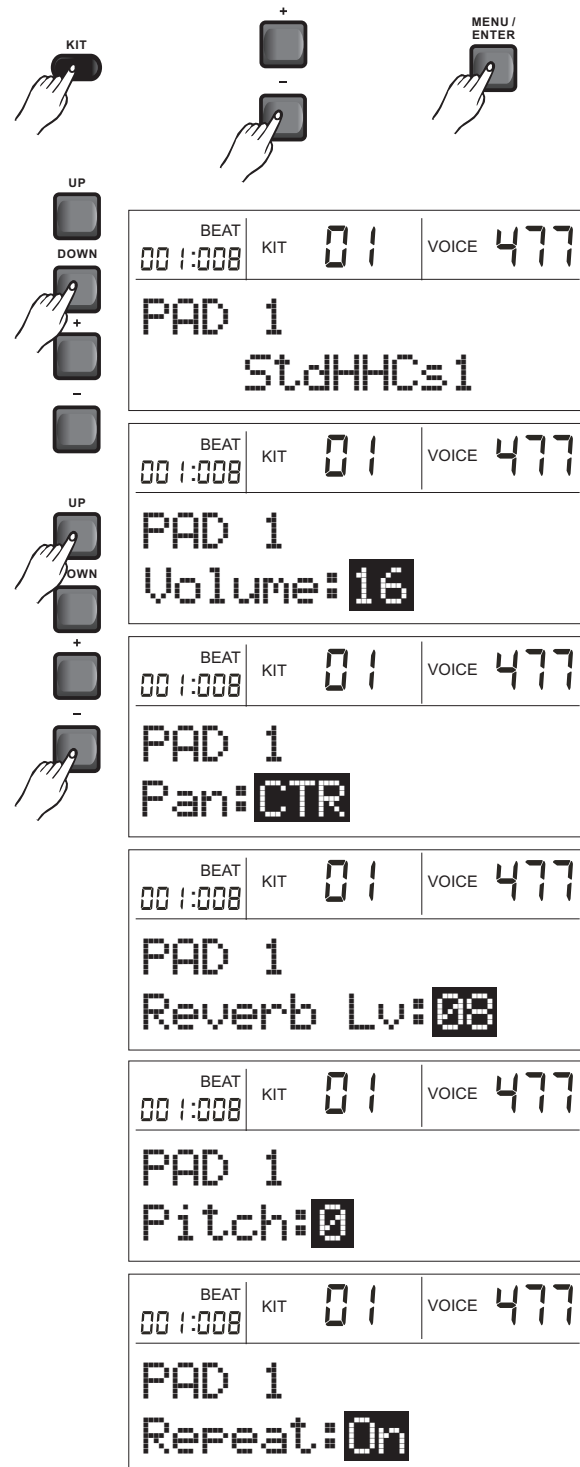 KIT
+
-
MENU /
ENTER
UP
DOWN
+
-
BEAT
001:008 KIT 01 VOICE 477
PAD 1
StdHHCs1
BEAT
001:008 KIT 01 VOICE 477
PAD 1
Volume:16
UP
OWN
+
-
BEAT
001:008 KIT 01 VOICE 477
PAD 1
Pan:CTR
BEAT
001:008 KIT 01 VOICE 477
PAD 1
Reverb Lv:08
BEAT
001:008 KIT 01 VOICE 477
PAD 1
Pitch:0
BEAT
001:008 KIT 01 VOICE 477
PAD 1
Repeat:On